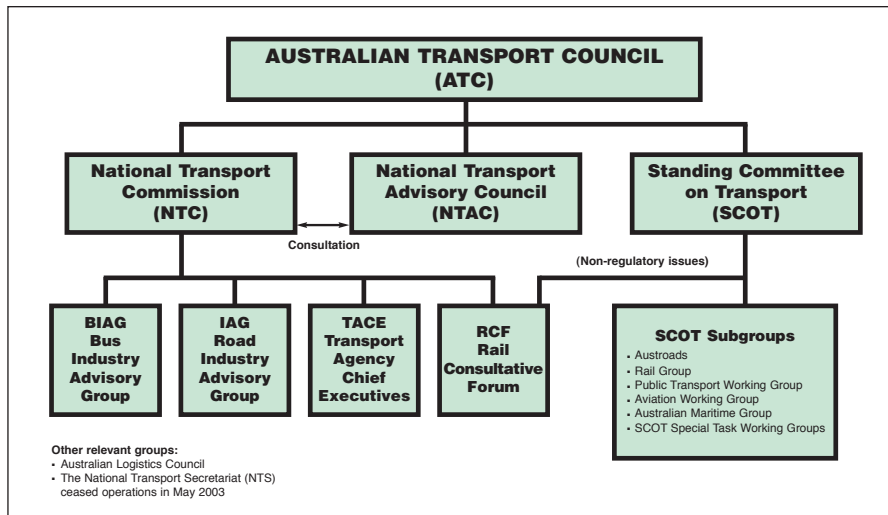 AUSTRALIAN TRANSPORT COUNCIL
(ATC)
National Transport
Commission
(NTC)
National Transport
Advisory Council
(NTAC)
Standing Committee
on Transport
(SCOT)
Consultation
(Non-regulatory issues)
BIAG
Bus
Industry
Advisory
Group
IAG
Road
Industry
Advisory
Group
TACE
Transport
Agency
Chief
Executives
RCF
Rail
Consultative
Forum
SCOT Subgroups
▪ Austroads
▪ Rail Group
▪ Public Transport Working Group
▪ Aviation Working Group
▪ Australian Maritime Group
▪ SCOT Special Task Working Groups
Other relevant groups:
▪ Australian Logistics Council
▪ The National Transport Secretariat (NTS)
ceased operations in May 2003